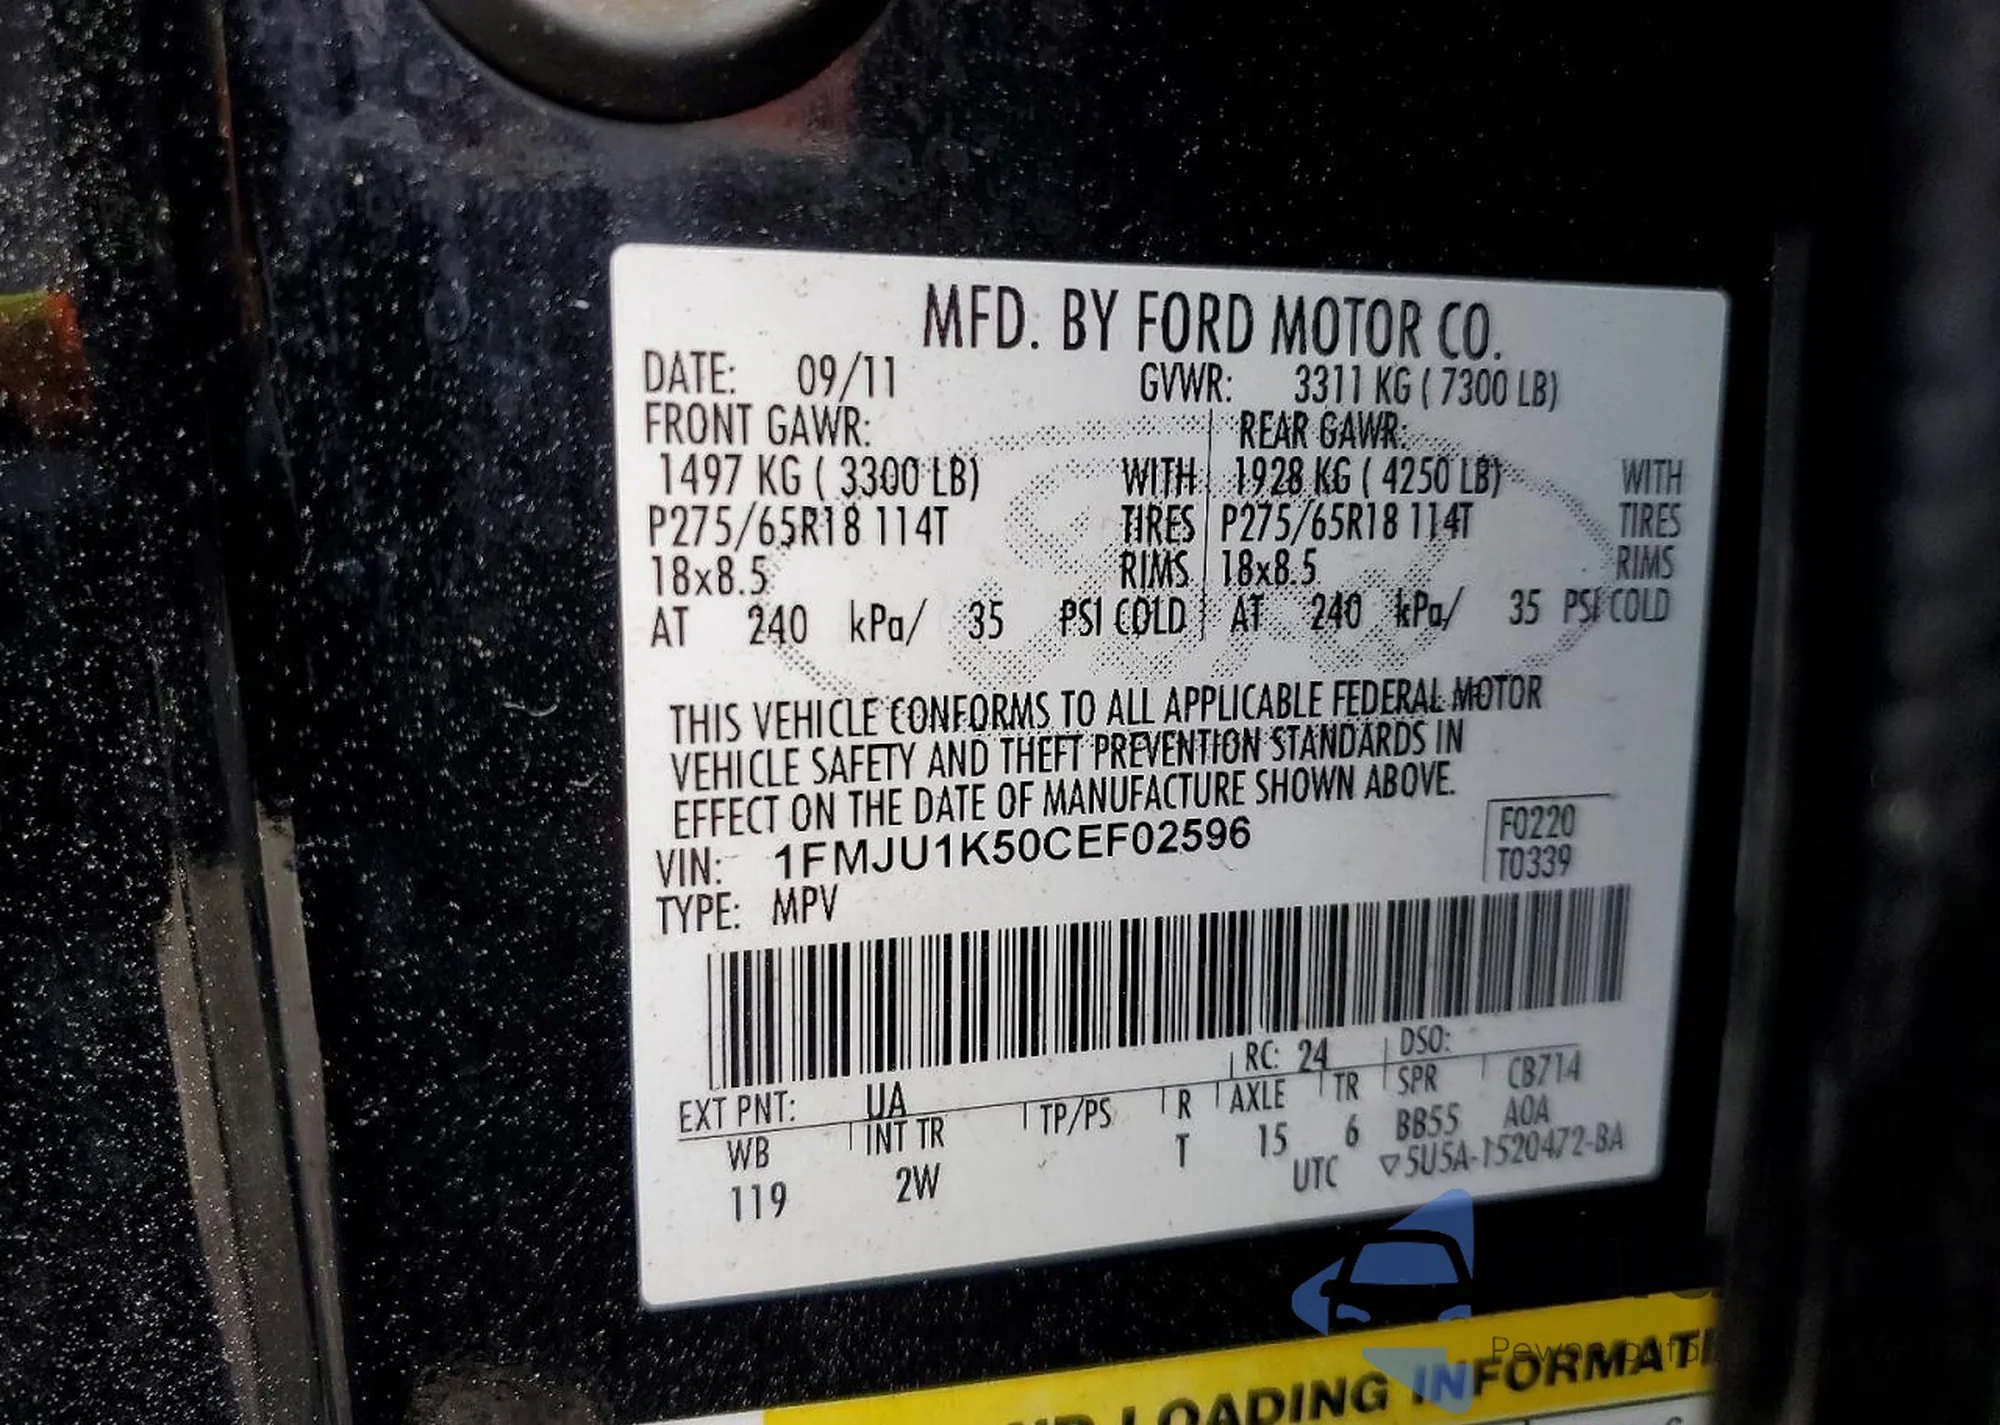 MFD. BY FORD MOTOR CO.
DATE: 09/11 GVWR: 3311 KG ( 7300 LB)
FRONT GAWR: REAR GAWR:
1497 KG ( 3300 LB) WITH 1928 KG ( 4250 LB) WITH
P275/65R18 114T TIRES P275/65R18 114T TIRES
18x8.5 RIMS 18x8.5 RIMS
AT 240 kPa/ 35 PSI COLD AT 240 kPa/ 35 PSI COLD
THIS VEHICLE CONFORMS TO ALL APPLICABLE FEDERAL MOTOR
VEHICLE SAFETY AND THEFT PREVENTION STANDARDS IN
EFFECT ON THE DATE OF MANUFACTURE SHOWN ABOVE.
F0220
VIN: 1FMJU1K50CEF02596
T0339
TYPE: MPV
RC: 24 DSO:
EXT PNT: UA
WB INT TR TP/PS R AXLE TR SPR CB714
119 2W T 15 6 BB55 A0A
UTC ▽5U5A-1520472-BA
LOADING INFORMATI